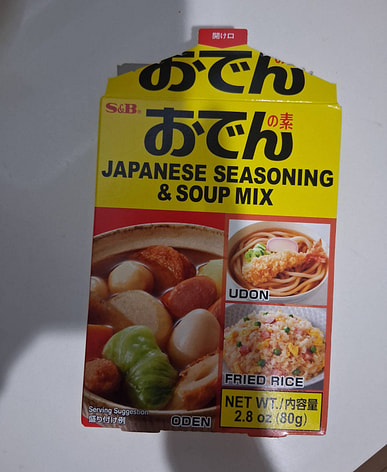 開け口
おでん
S&B®
おでんの素
JAPANESE SEASONING
& SOUP MIX
UDON
FRIED RICE
Serving Suggestion
盛り付け例
ODEN
NET WT./内容量
2.8 oz (80g)